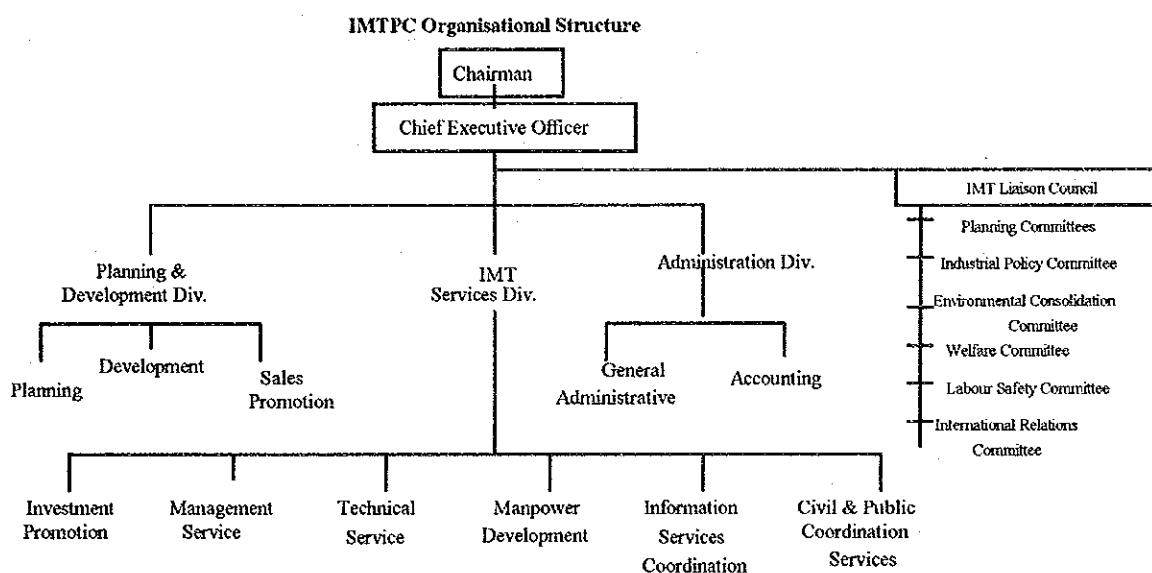 IMTPC Organisational Structure
Chairman
Chief Executive Officer
IMT Liaison Council
Planning Committees
Industrial Policy Committee
Environmental Consolidation
Committee
Welfare Committee
Labour Safety Committee
International Relations
Committee
Planning &
Development Div.
IMT
Services Div.
Administration Div.
Planning
Development
Sales
Promotion
General
Administrative
Accounting
Investment
Promotion
Management
Service
Technical
Service
Manpower
Development
Information
Services
Coordination
Civil & Public
Coordination
Services